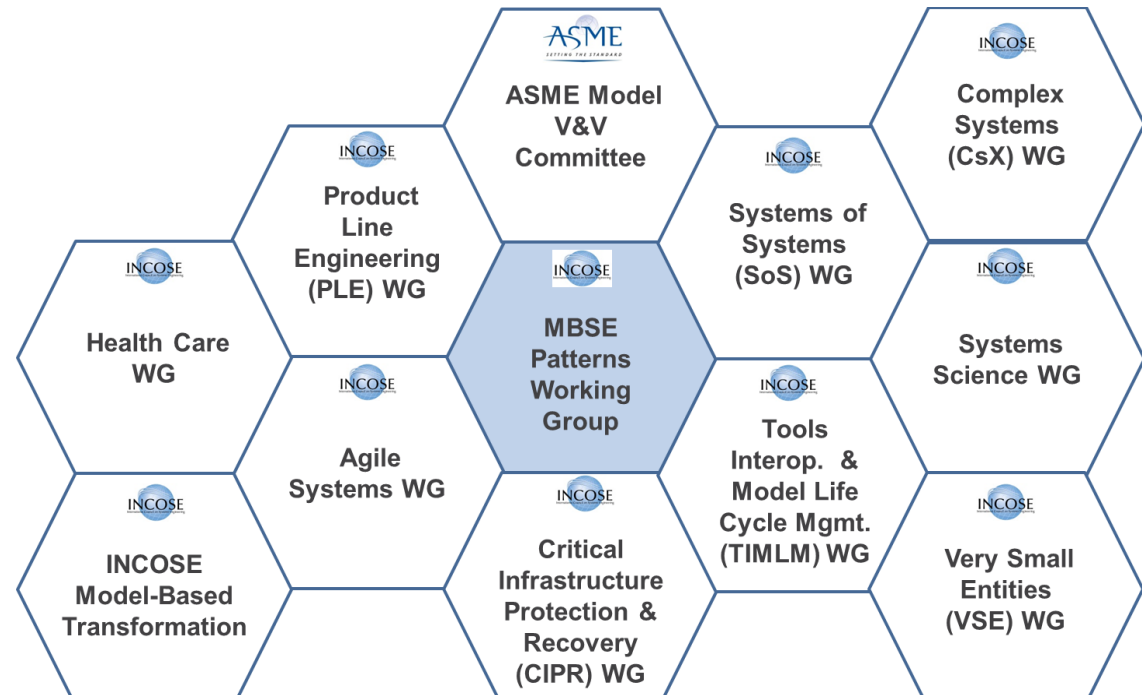 ASME
SETTING THE STANDARD
ASME Model
V&V
Committee
INCOSE
Complex
Systems
(CsX) WG
INCOSE
Product
Line
Engineering
(PLE) WG
INCOSE
Systems of
Systems
(SoS) WG
INCOSE
Health Care
WG
INCOSE
MBSE
Patterns
Working
Group
INCOSE
Systems
Science WG
INCOSE
Agile
Systems WG
INCOSE
Tools
Interop. &
Model Life
Cycle Mgmt.
(TIMLM) WG
INCOSE
INCOSE
Model-Based
Transformation
INCOSE
Critical
Infrastructure
Protection &
Recovery
(CIPR) WG
INCOSE
Very Small
Entities
(VSE) WG